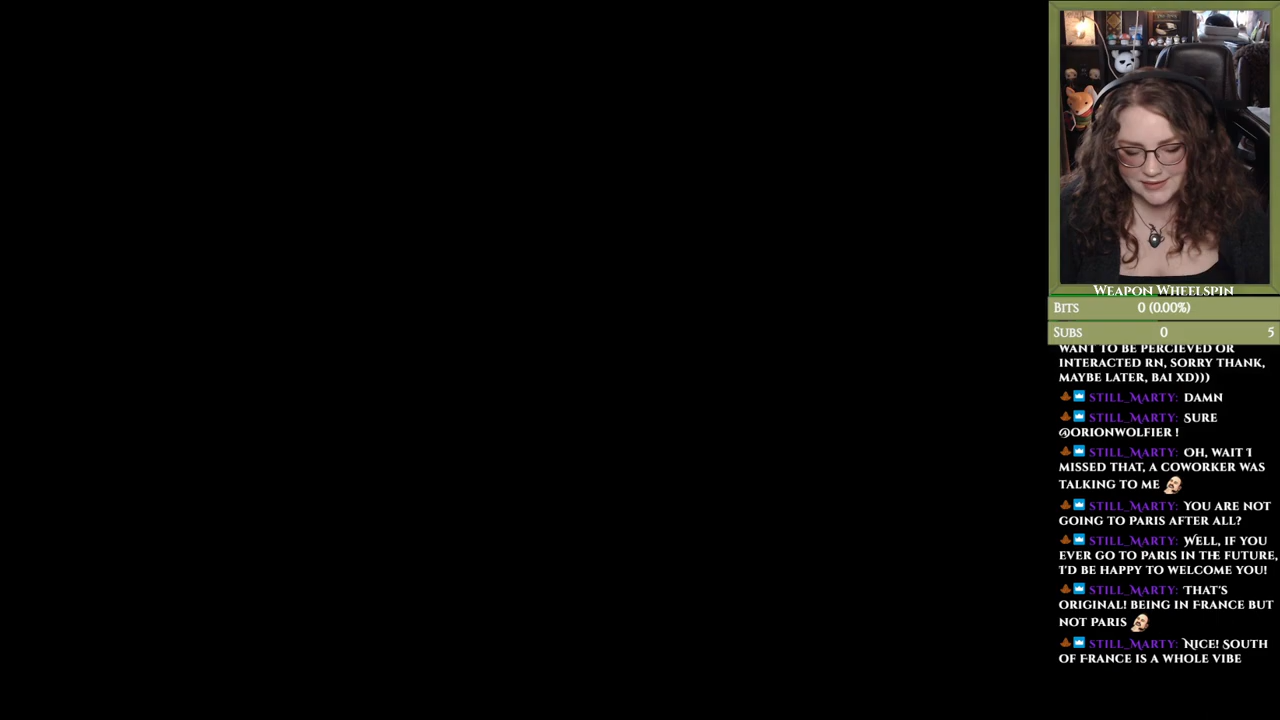 Weapon Wheelspin
Bits 0 (0.00%)
Subs 0 5
want to be percieved or
interacted rn, sorry thank,
maybe later, bai xD)))
Still_Marty: Damn
Still_Marty: Sure
@OrionWolfier !
Still_Marty: Oh, wait I
missed that, a coworker was
talking to me
Still_Marty: You are not
going to Paris after all?
Still_Marty: Well, if you
ever go to Paris in the future,
I'd be happy to welcome you!
Still_Marty: That's
original! being in France but
not Paris
Still_Marty: Nice! South
of France is a whole vibe